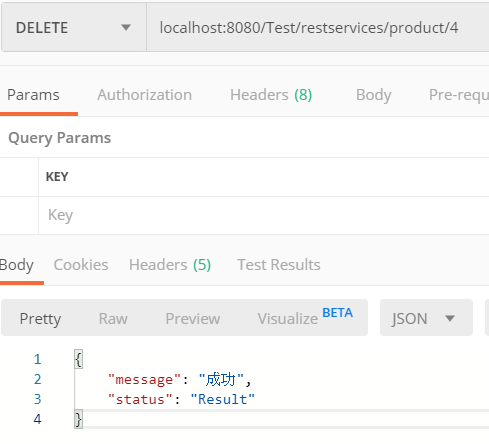 DELETE localhost:8080/Test/restservices/product/4
Params Authorization Headers (8) Body Pre-requ
Query Params
KEY
Key
Body Cookies Headers (5) Test Results
Pretty Raw Preview Visualize BETA JSON
1 {
2 "message": "成功",
3 "status": "Result"
4 }